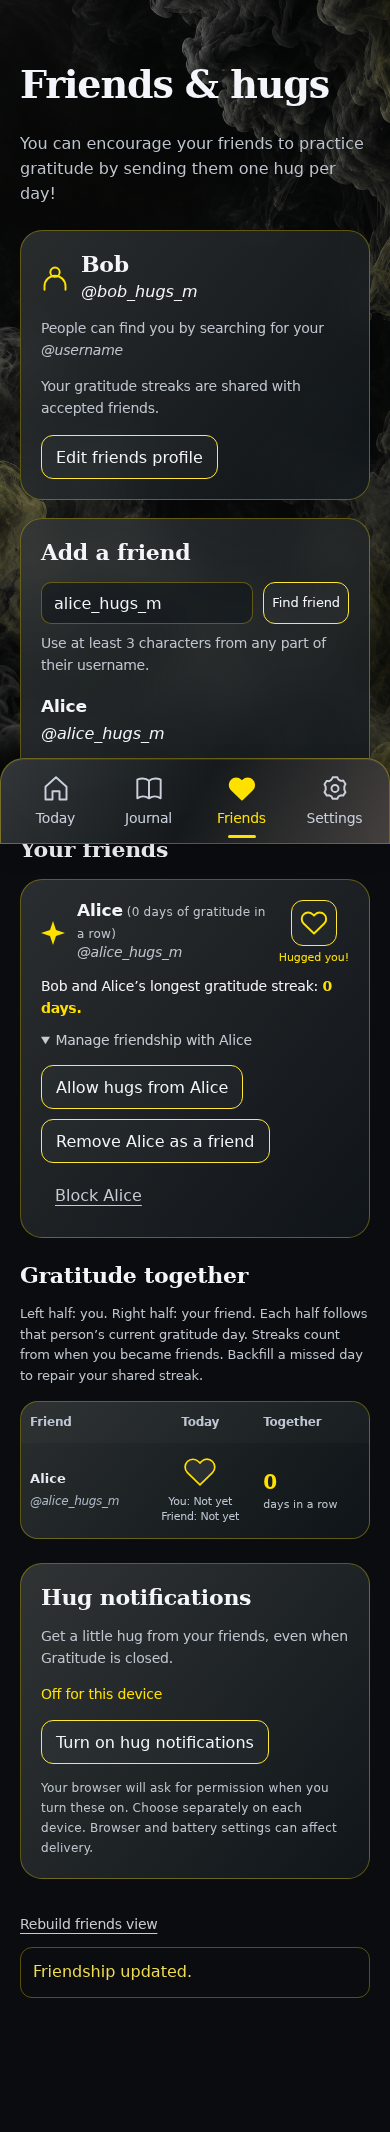 Friends & hugs
You can encourage your friends to practice
gratitude by sending them one hug per
day!
Bob
@bob_hugs_m
People can find you by searching for your
@username
Your gratitude streaks are shared with
accepted friends.
Edit friends profile
Add a friend
alice_hugs_m
Find friend
Use at least 3 characters from any part of
their username.
Alice
@alice_hugs_m
Today
Journal
Friends
Settings
Your friends
Alice (0 days of gratitude in
a row)
@alice_hugs_m
Hugged you!
Bob and Alice’s longest gratitude streak: 0
days.
▼ Manage friendship with Alice
Allow hugs from Alice
Remove Alice as a friend
Block Alice
Gratitude together
Left half: you. Right half: your friend. Each half follows
that person’s current gratitude day. Streaks count
from when you became friends. Backfill a missed day
to repair your shared streak.
Friend Today Together
Alice
@alice_hugs_m
You: Not yet
Friend: Not yet
0
days in a row
Hug notifications
Get a little hug from your friends, even when
Gratitude is closed.
Off for this device
Turn on hug notifications
Your browser will ask for permission when you
turn these on. Choose separately on each
device. Browser and battery settings can affect
delivery.
Rebuild friends view
Friendship updated.